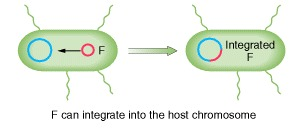 F
Integrated
F
F can integrate into the host chromosome